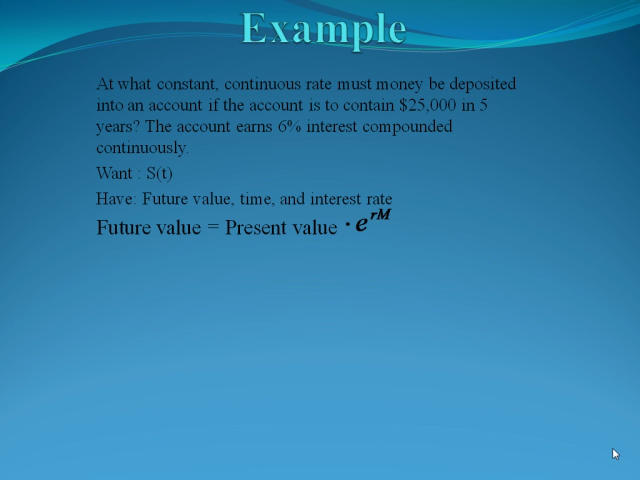 Example
At what constant, continuous rate must money be deposited
into an account if the account is to contain $25,000 in 5
years? The account earns 6% interest compounded
continuously.
Want : S(t)
Have: Future value, time, and interest rate
Future value = Present value · e^{rM}